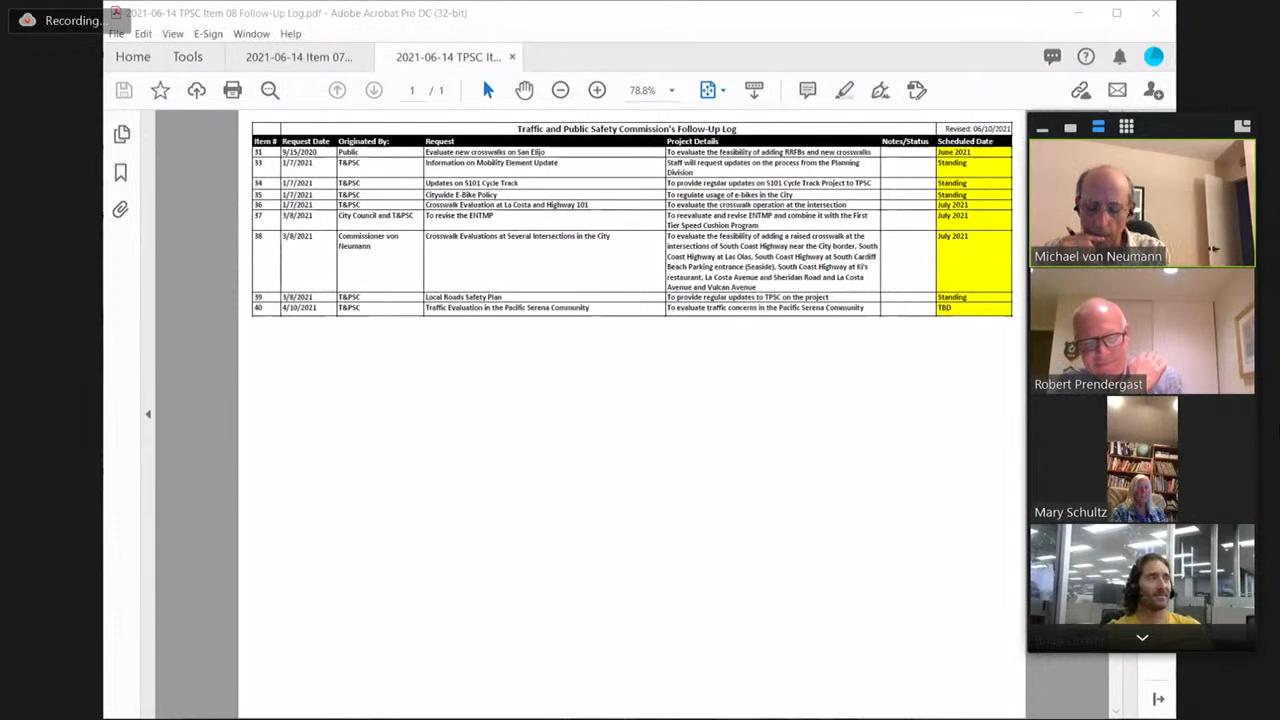 Recording...
2021-06-14 TPSC Item 08 Follow-Up Log.pdf - Adobe Acrobat Pro DC (32-bit)
File Edit View E-Sign Window Help
Home Tools 2021-06-14 Item 07... 2021-06-14 TPSC It... ×
1 / 1 78.8%
Traffic and Public Safety Commission's Follow-Up Log Revised: 06/10/2021
Item # Request Date Originated By: Request Project Details Notes/Status Scheduled Date
31 9/15/2020 Public Evaluate new crosswalks on San Elijo To evaluate the feasibility of adding RRFBs and new crosswalks June 2021
33 1/7/2021 T&PSC Information on Mobility Element Update Staff will request updates on the process from the Planning Standing
Division
34 1/7/2021 T&PSC Updates on S101 Cycle Track To provide regular updates on S101 Cycle Track Project to TPSC Standing
35 1/7/2021 T&PSC Citywide E-Bike Policy To regulate usage of e-bikes in the City Standing
36 1/7/2021 T&PSC Crosswalk Evaluation at La Costa and Highway 101 To evaluate the crosswalk operation at the intersection July 2021
37 3/8/2021 City Council and T&PSC To revise the ENTMP To reevaluate and revise ENTMP and combine it with the First July 2021
Tier Speed Cushion Program
38 3/8/2021 Commissioner von Crosswalk Evaluations at Several Intersections in the City To evaluate the feasibility of adding a raised crosswalk at the July 2021
Neumann intersections of South Coast Highway near the City border, South
Coast Highway at Las Olas, South Coast Highway at South Cardiff
Beach Parking entrance (Seaside), South Coast Highway at Ki's
restaurant, La Costa Avenue and Sheridan Road and La Costa
Avenue and Vulcan Avenue
39 3/8/2021 T&PSC Local Roads Safety Plan To provide regular updates to TPSC on the project Standing
40 4/10/2021 T&PSC Traffic Evaluation in the Pacific Serena Community To evaluate traffic concerns in the Pacific Serena Community TBD
Michael von Neumann
Robert Prendergast
Mary Schultz